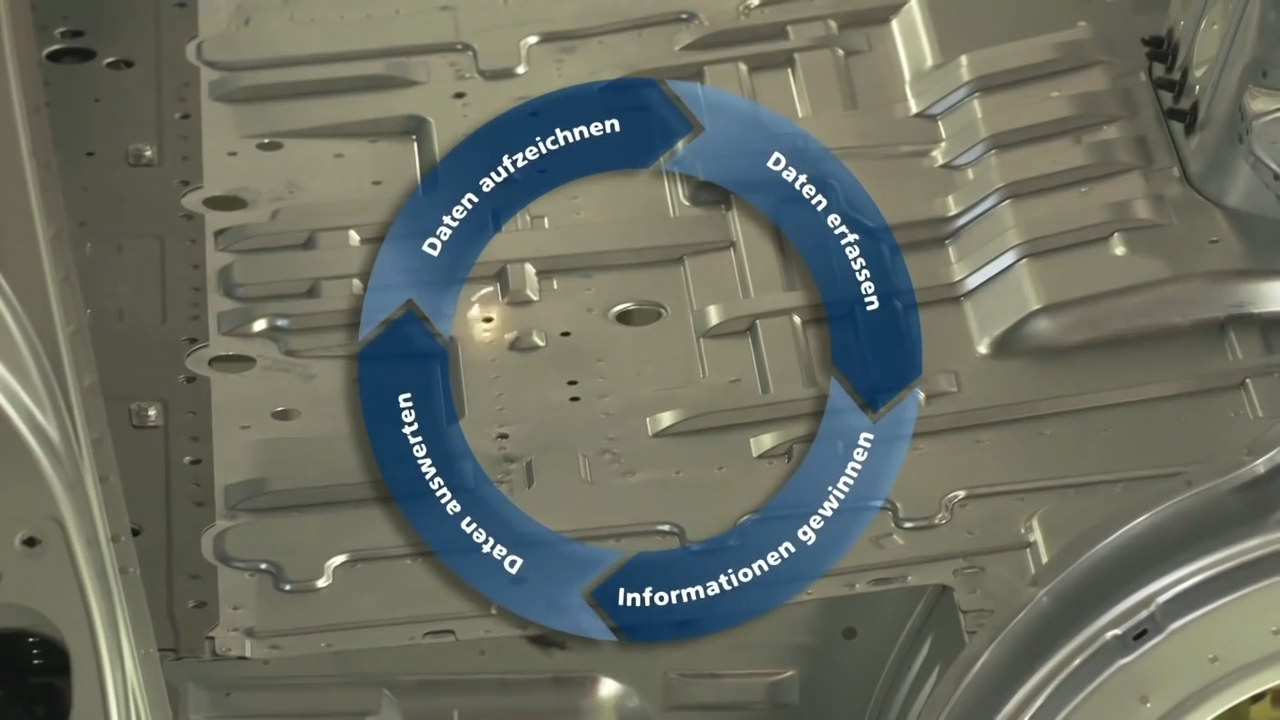 Daten aufzeichnen
Daten erfassen
Informationen gewinnen
Daten auswerten